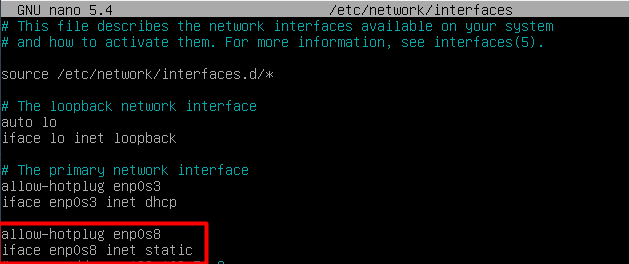 GNU nano 5.4 /etc/network/interfaces
# This file describes the network interfaces available on your system
# and how to activate them. For more information, see interfaces(5).
source /etc/network/interfaces.d/*
# The loopback network interface
auto lo
iface lo inet loopback
# The primary network interface
allow-hotplug enp0s3
iface enp0s3 inet dhcp
allow-hotplug enp0s8
iface enp0s8 inet static